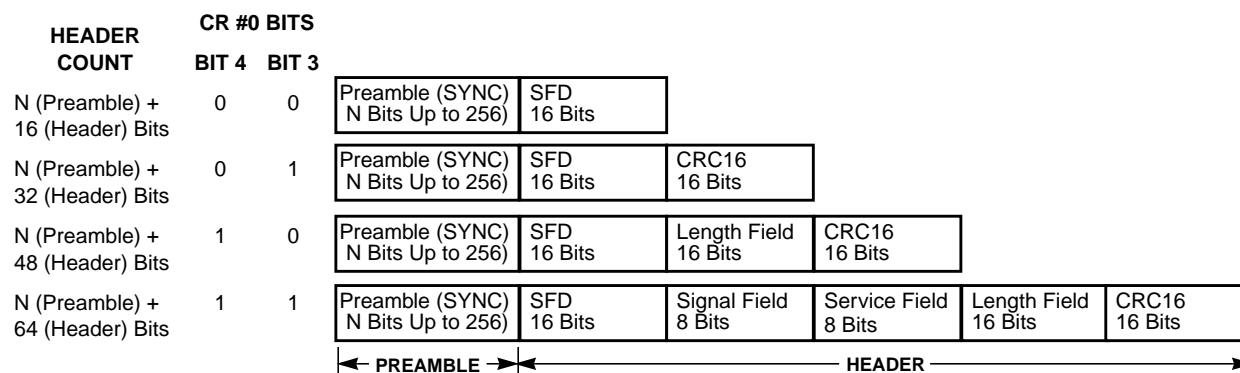 HEADER
COUNT
CR #0 BITS
BIT 4 BIT 3
N (Preamble) +
16 (Header) Bits
0 0
Preamble (SYNC)
N Bits Up to 256)
SFD
16 Bits
N (Preamble) +
32 (Header) Bits
0 1
Preamble (SYNC)
N Bits Up to 256)
SFD
16 Bits
CRC16
16 Bits
N (Preamble) +
48 (Header) Bits
1 0
Preamble (SYNC)
N Bits Up to 256)
SFD
16 Bits
Length Field
16 Bits
CRC16
16 Bits
N (Preamble) +
64 (Header) Bits
1 1
Preamble (SYNC)
N Bits Up to 256)
SFD
16 Bits
Signal Field
8 Bits
Service Field
8 Bits
Length Field
16 Bits
CRC16
16 Bits
PREAMBLE
HEADER